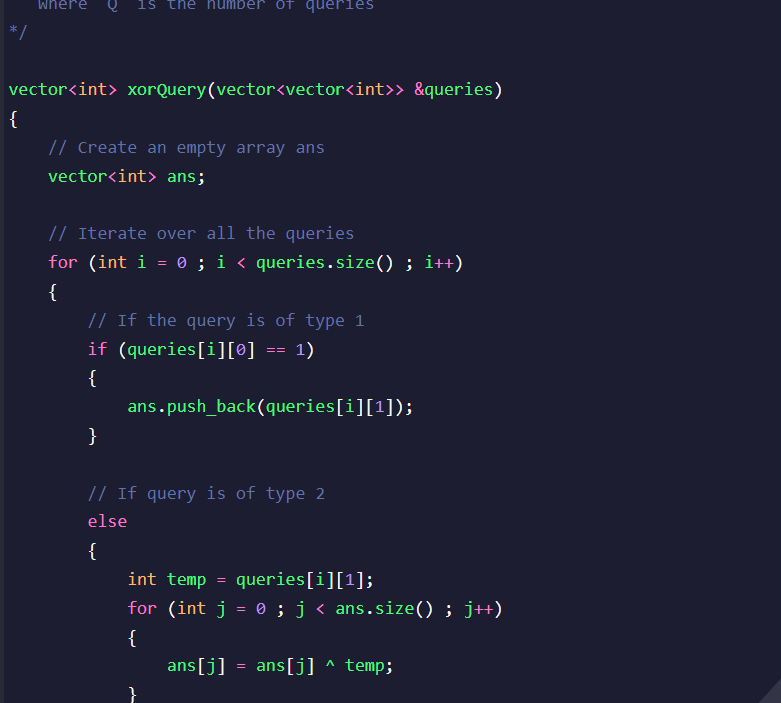 Where 'Q' is the number of queries
*/
vector<int> xorQuery(vector<vector<int>> &queries)
{
    // Create an empty array ans
    vector<int> ans;
    // Iterate over all the queries
    for (int i = 0 ; i < queries.size() ; i++)
    {
        // If the query is of type 1
        if (queries[i][0] == 1)
        {
            ans.push_back(queries[i][1]);
        }
        // If query is of type 2
        else
        {
            int temp = queries[i][1];
            for (int j = 0 ; j < ans.size() ; j++)
            {
                ans[j] = ans[j] ^ temp;
            }